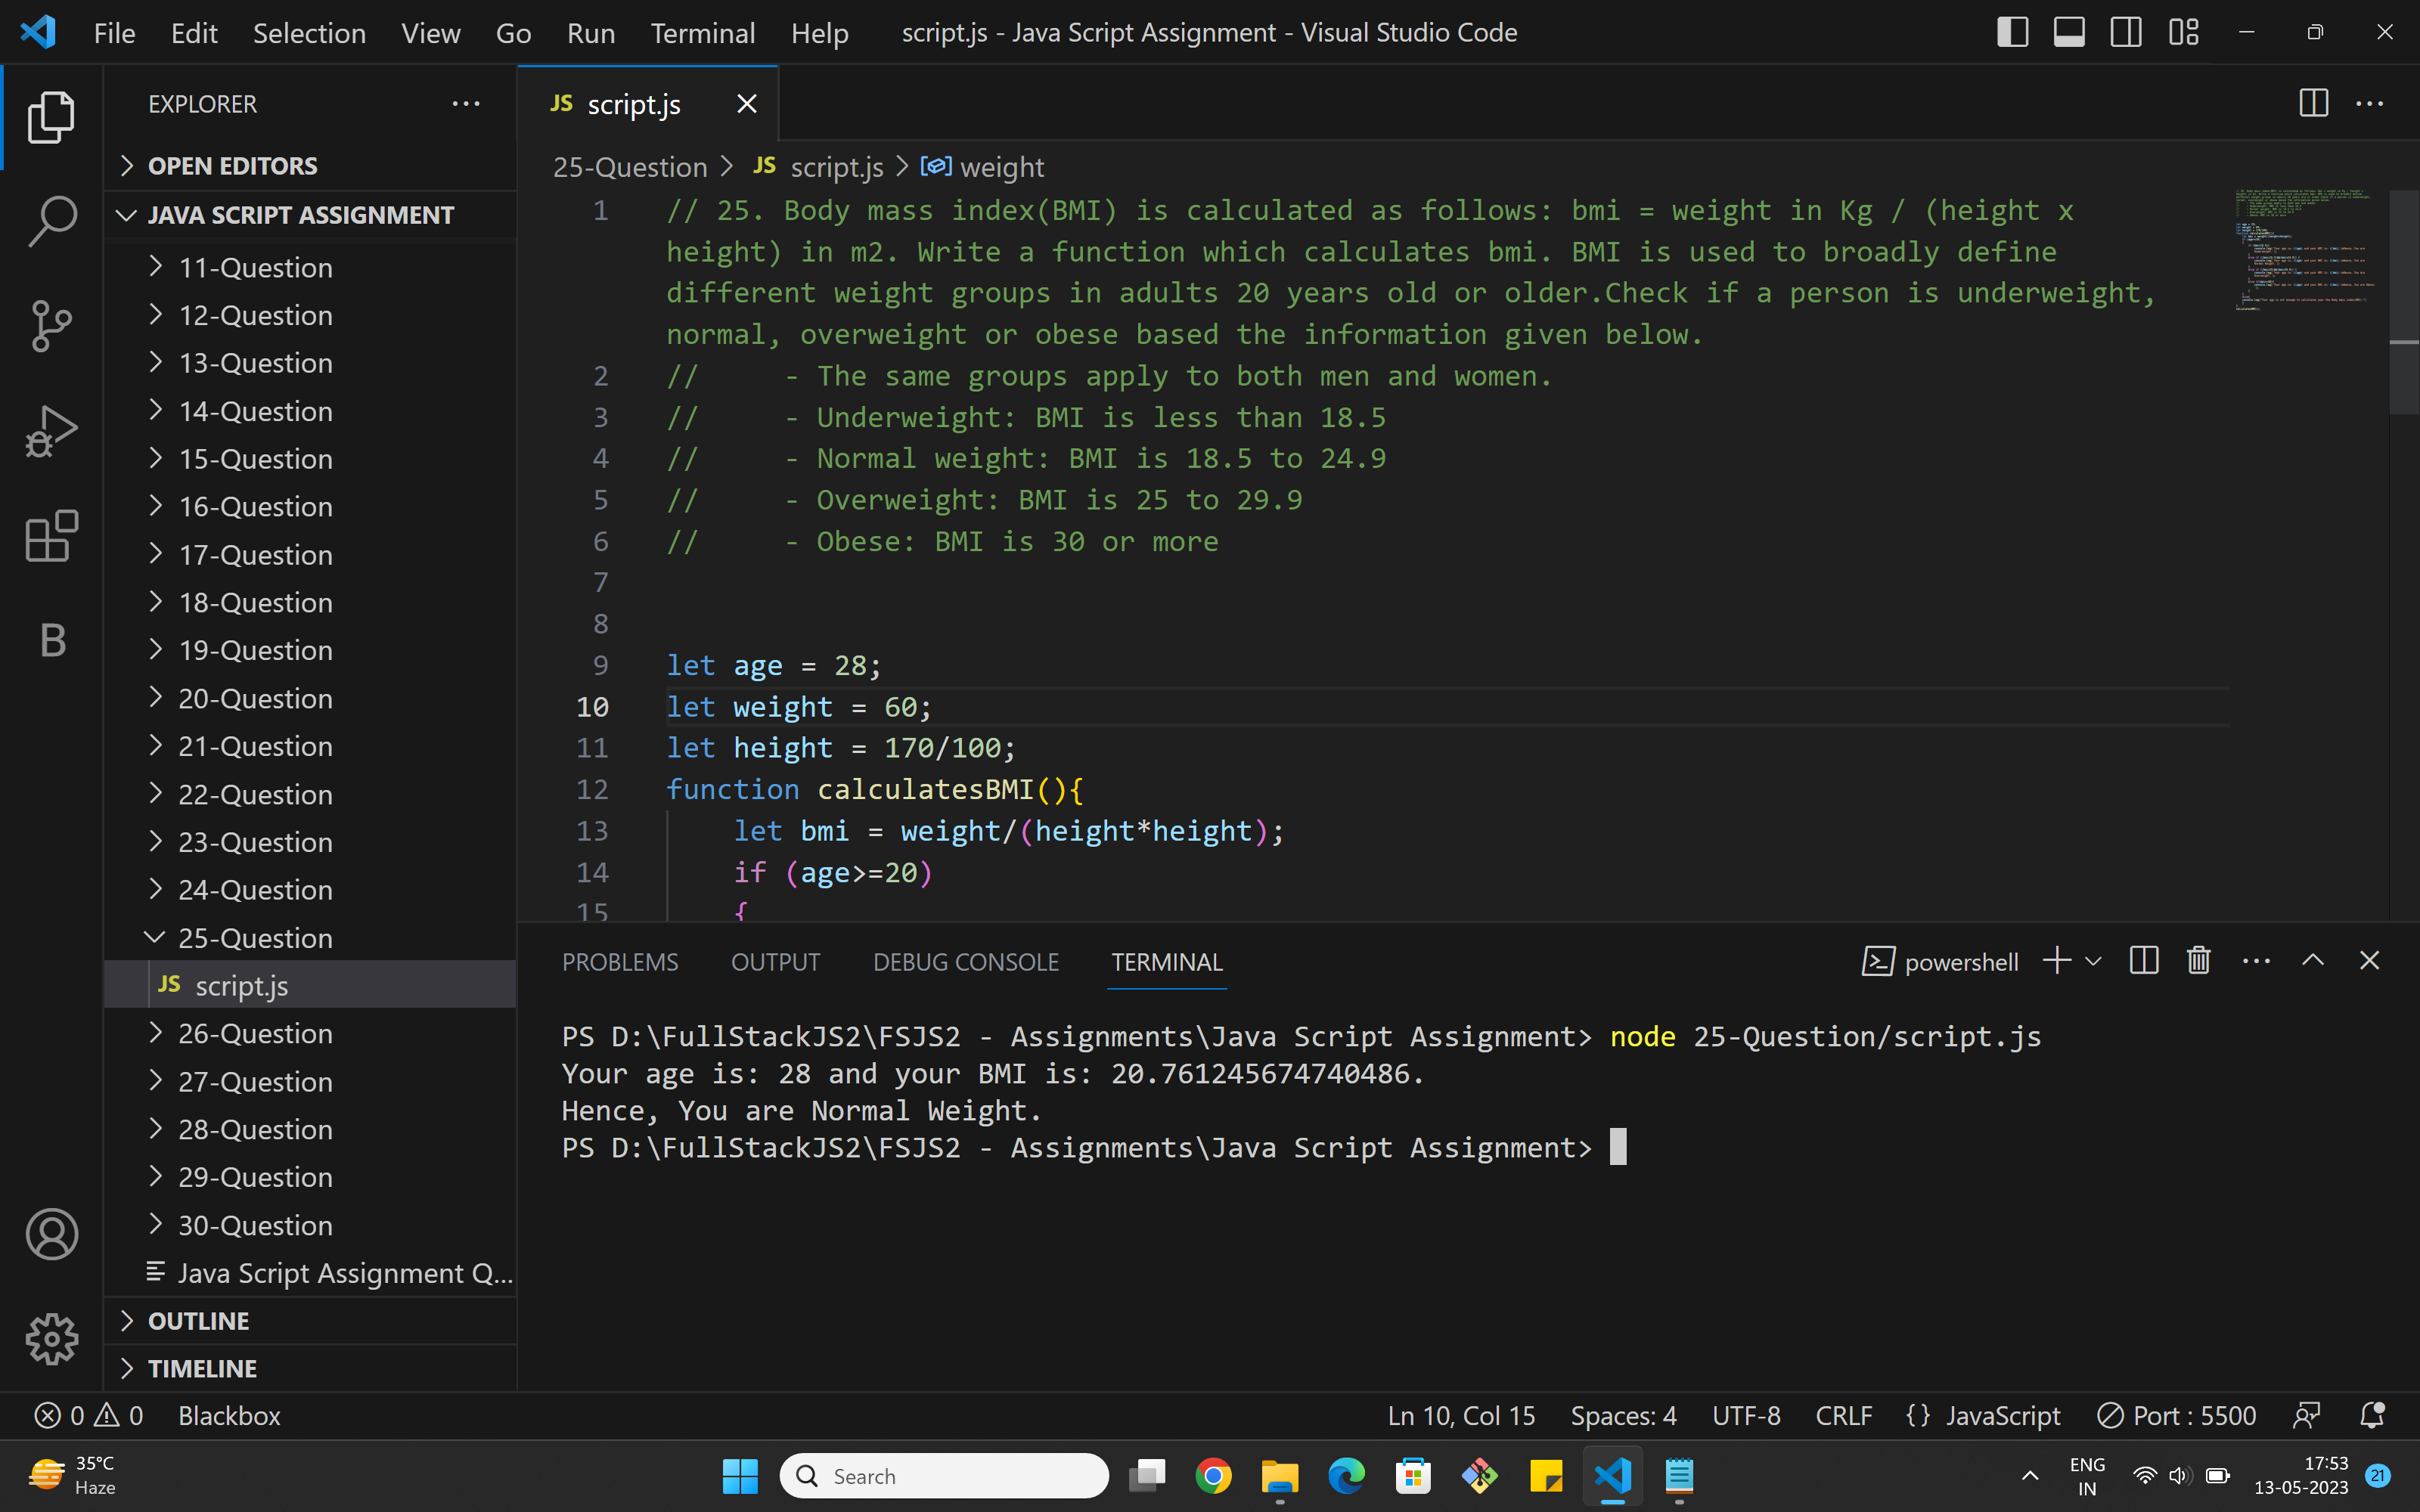 File Edit Selection View Go Run Terminal Help script.js - Java Script Assignment - Visual Studio Code
EXPLORER
OPEN EDITORS
JAVA SCRIPT ASSIGNMENT
11-Question
12-Question
13-Question
14-Question
15-Question
16-Question
17-Question
18-Question
19-Question
20-Question
21-Question
22-Question
23-Question
24-Question
25-Question
JS script.js
26-Question
27-Question
28-Question
29-Question
30-Question
Java Script Assignment Q...
OUTLINE
TIMELINE
B
JS script.js
25-Question > JS script.js > weight
1 // 25. Body mass index(BMI) is calculated as follows: bmi = weight in Kg / (height x
height) in m2. Write a function which calculates bmi. BMI is used to broadly define
different weight groups in adults 20 years old or older.Check if a person is underweight,
normal, overweight or obese based the information given below.
2 //     - The same groups apply to both men and women.
3 //     - Underweight: BMI is less than 18.5
4 //     - Normal weight: BMI is 18.5 to 24.9
5 //     - Overweight: BMI is 25 to 29.9
6 //     - Obese: BMI is 30 or more
7
8
9 let age = 28;
10 let weight = 60;
11 let height = 170/100;
12 function calculatesBMI(){
13     let bmi = weight/(height*height);
14     if (age>=20)
15     {
PROBLEMS OUTPUT DEBUG CONSOLE TERMINAL powershell
PS D:\FullStackJS2\FSJS2 - Assignments\Java Script Assignment> node 25-Question/script.js
Your age is: 28 and your BMI is: 20.761245674740486.
Hence, You are Normal Weight.
PS D:\FullStackJS2\FSJS2 - Assignments\Java Script Assignment>
0 0 Blackbox Ln 10, Col 15 Spaces: 4 UTF-8 CRLF {} JavaScript Port : 5500
35°C
Haze
Search
ENG
IN
17:53
13-05-2023
21